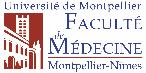 Université de Montpellier
FACULTÉ
de
MÉDECINE
Montpellier-Nîmes